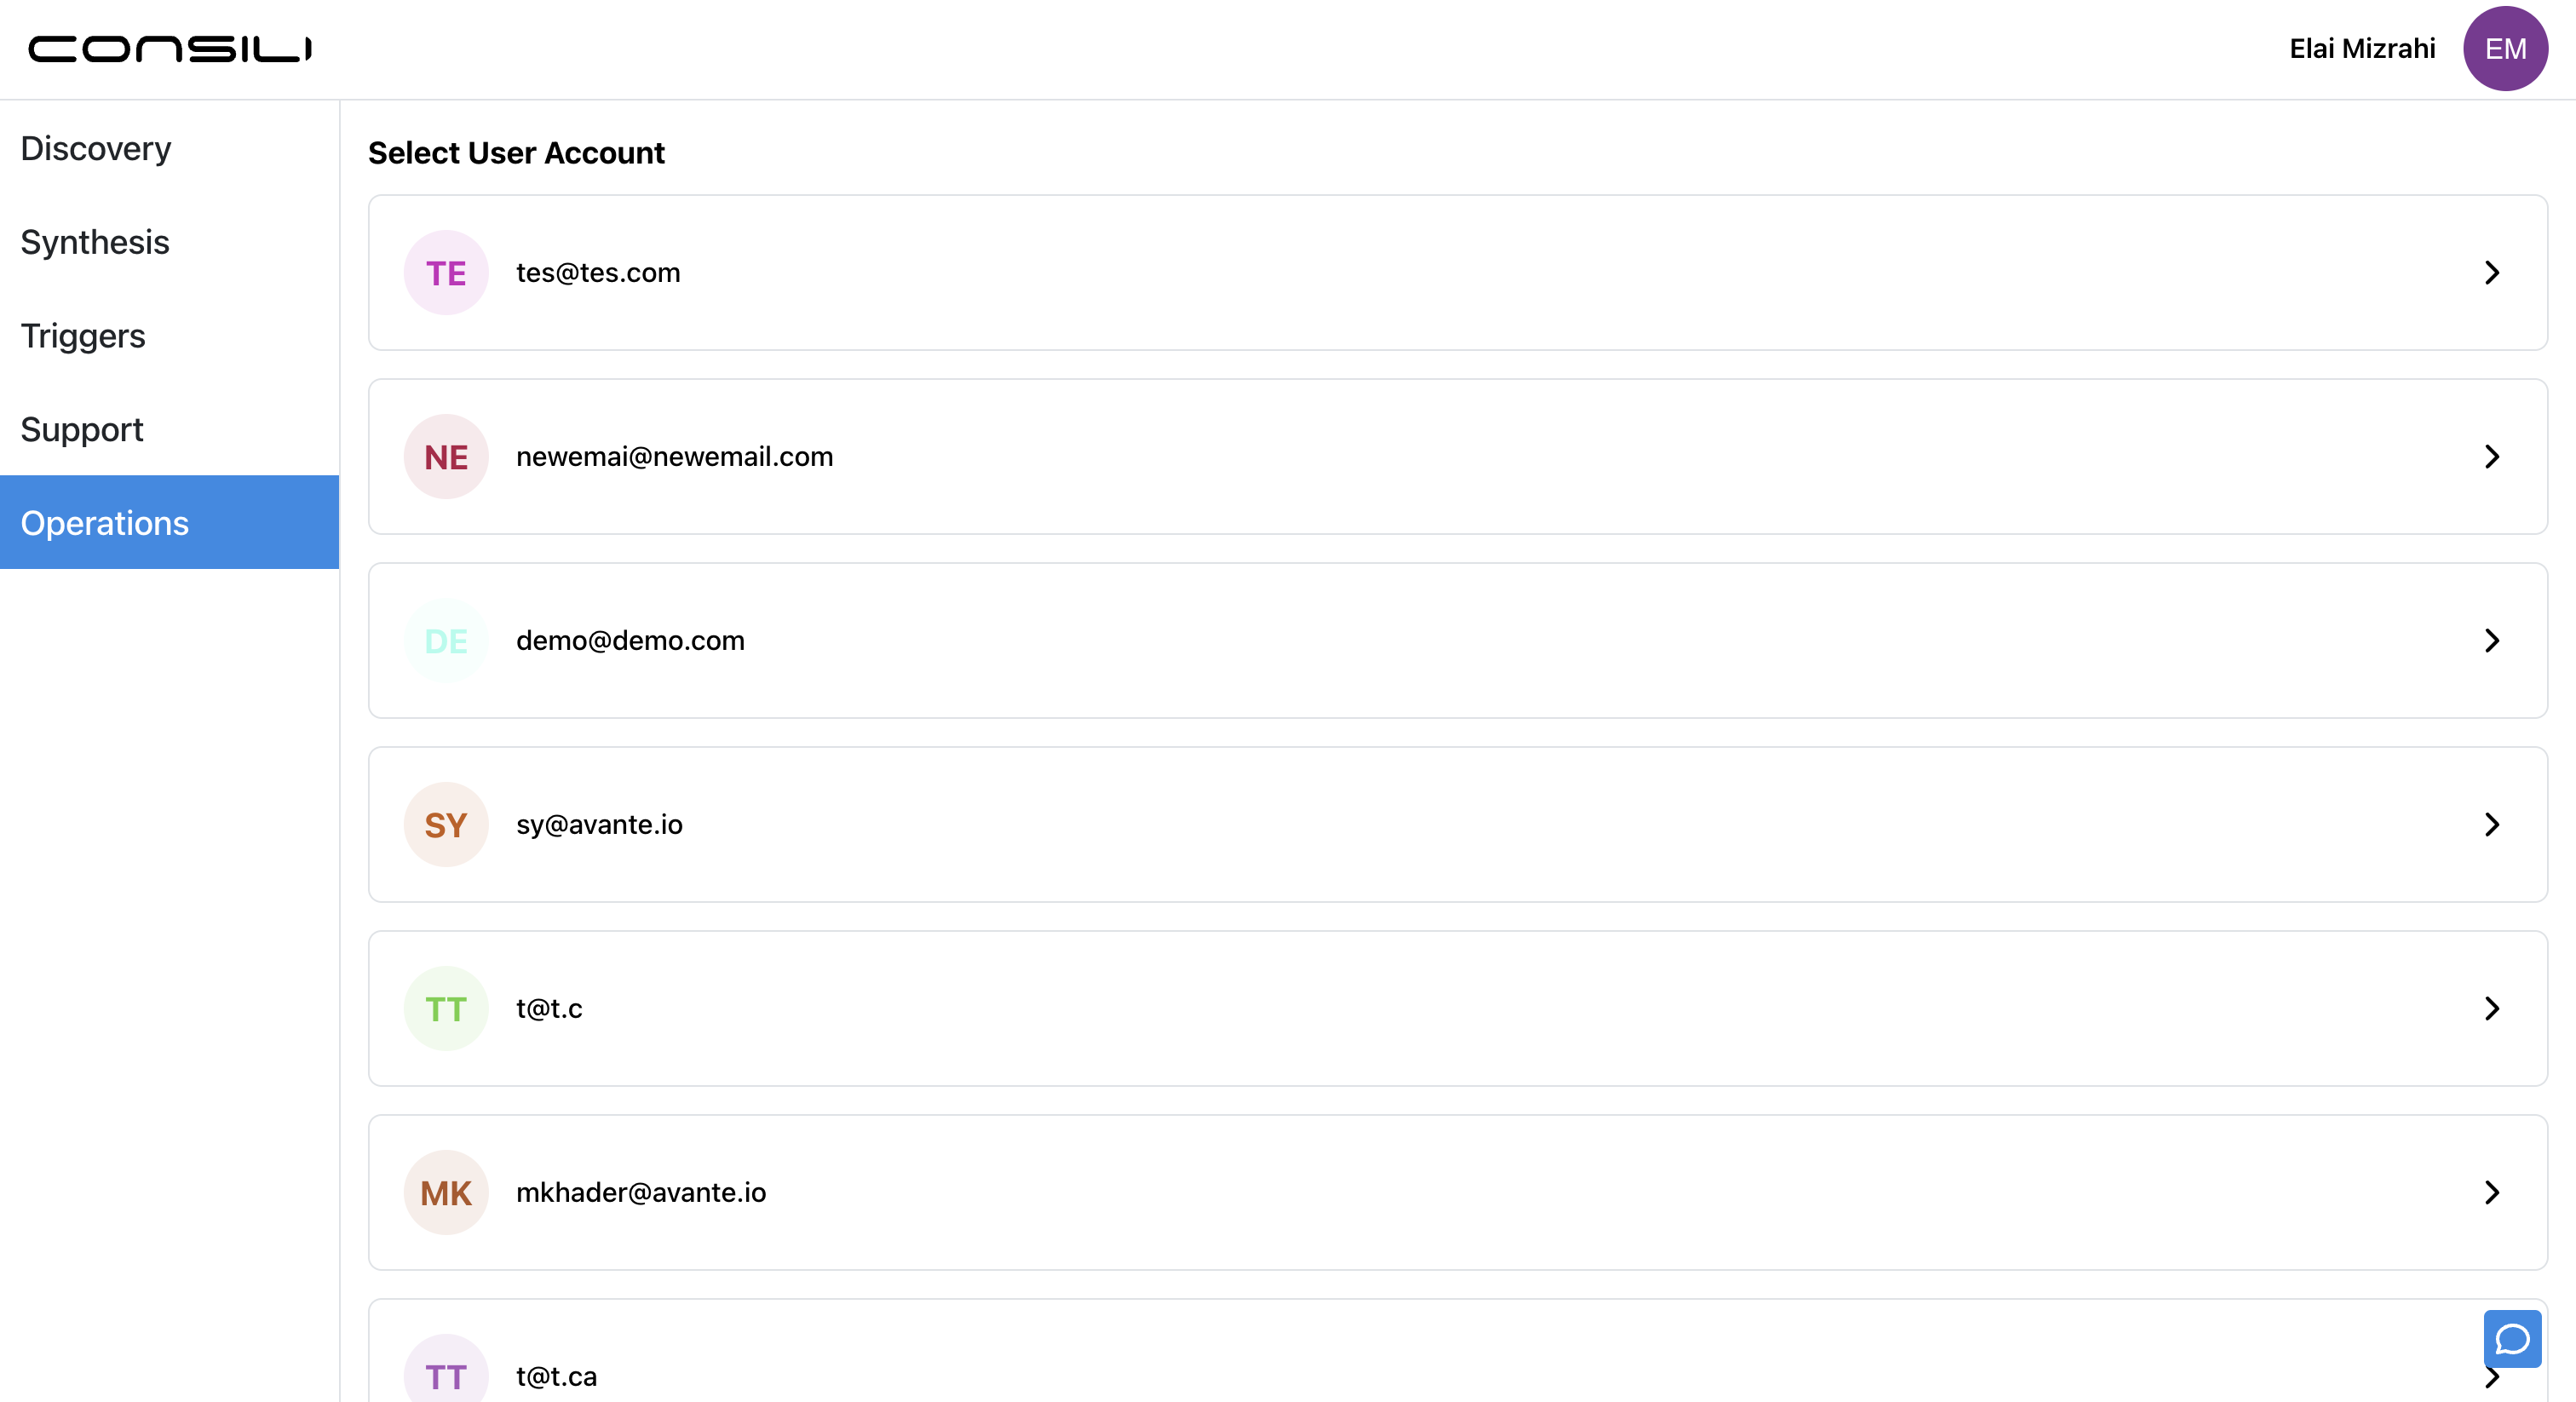 CONSILI
Elai Mizrahi
EM
Discovery
Synthesis
Triggers
Support
Operations
Select User Account
TE
tes@tes.com
NE
newemai@newemail.com
DE
demo@demo.com
SY
sy@avante.io
TT
t@t.c
MK
mkhader@avante.io
TT
t@t.ca